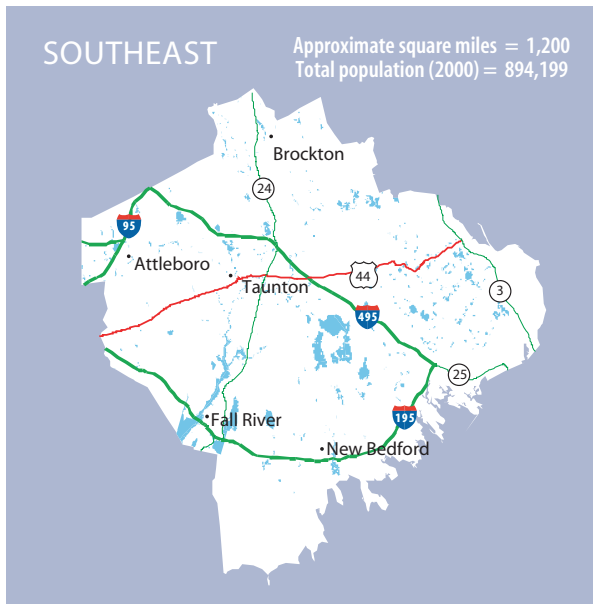 SOUTHEAST
Approximate square miles = 1,200
Total population (2000) = 894,199
Brockton
24
95
Attleboro
44
Taunton
3
495
25
195
Fall River
New Bedford